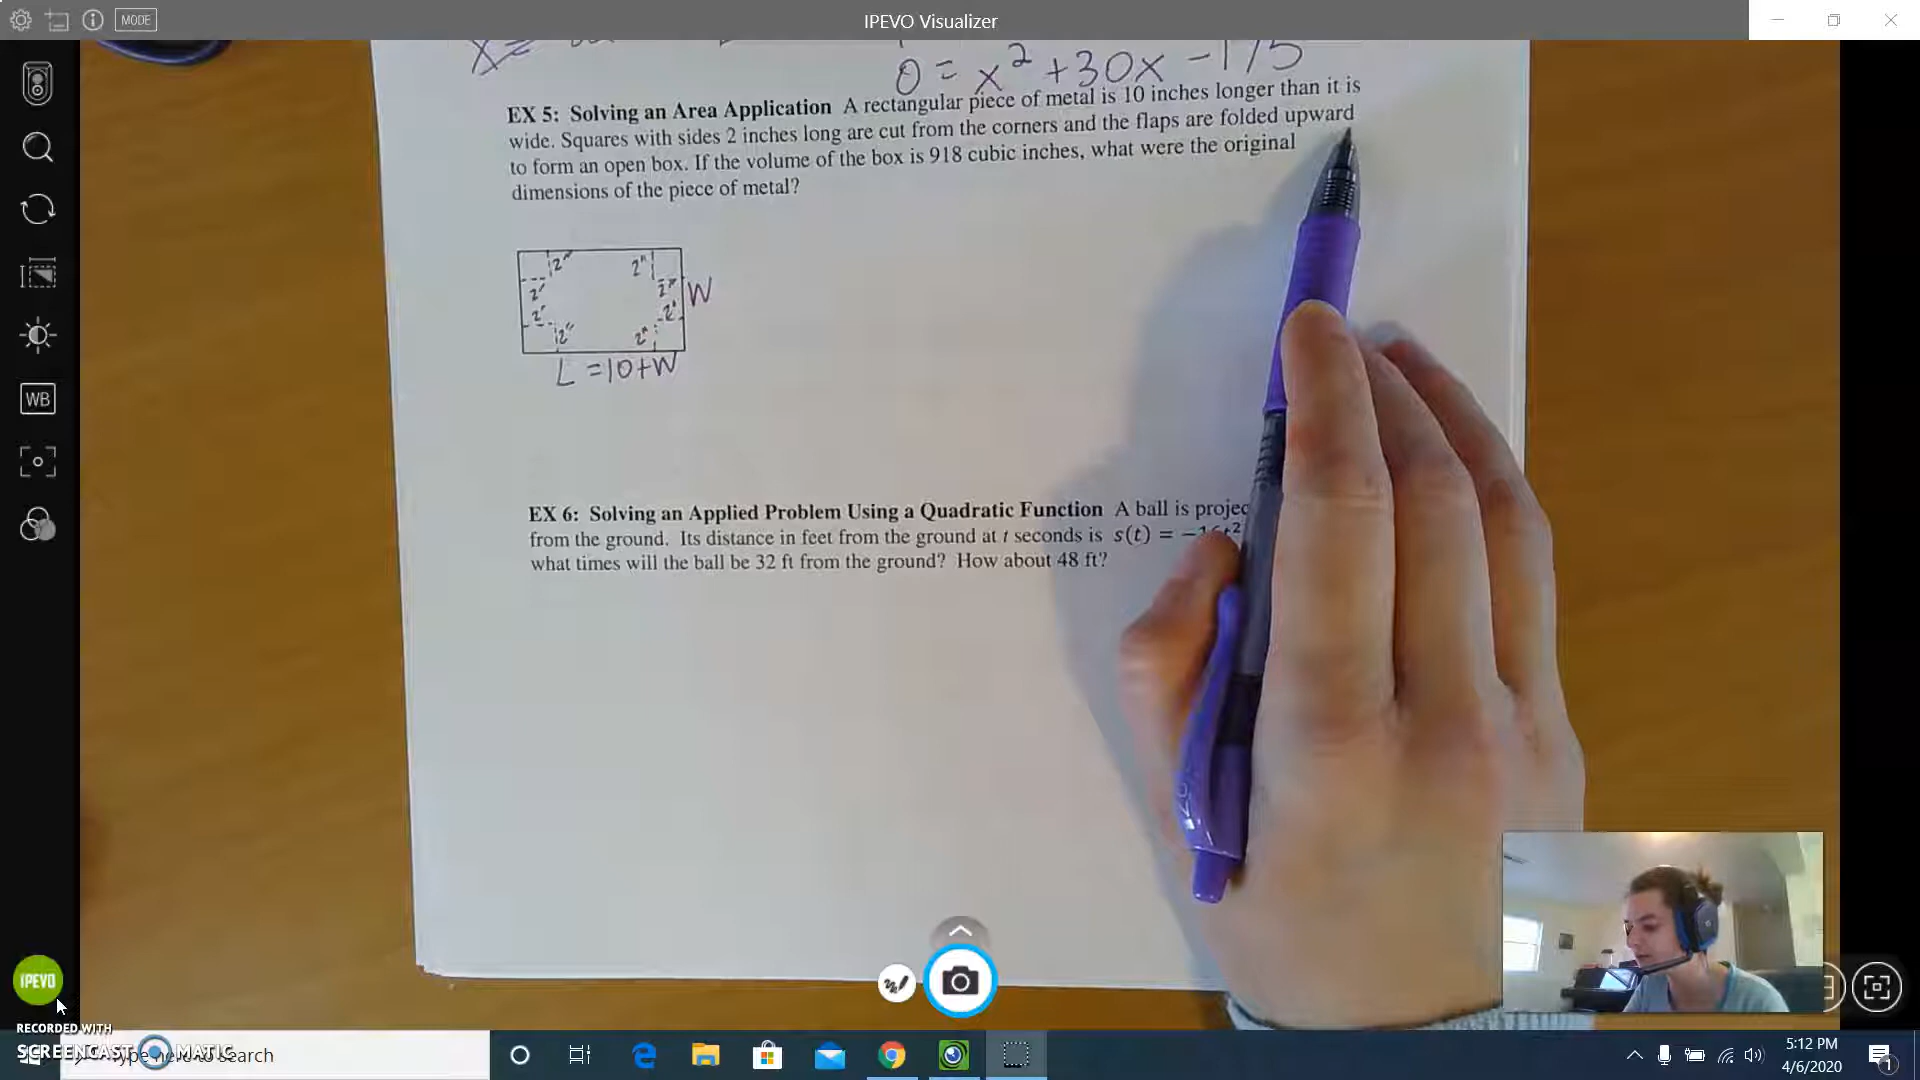 MODE
IPEVO Visualizer
0 = x² +30x -175
EX 5: Solving an Area Application A rectangular piece of metal is 10 inches longer than it is
wide. Squares with sides 2 inches long are cut from the corners and the flaps are folded upward
to form an open box. If the volume of the box is 918 cubic inches, what were the original
dimensions of the piece of metal?
2" 2"
2" 2"
2" 2"
2" 2"
W
L = 10+W
EX 6: Solving an Applied Problem Using a Quadratic Function A ball is
from the ground. Its distance in feet from the ground at t seconds is s(t) = −16t²
what times will the ball be 32 ft from the ground? How about 48 ft?
WB
IPEVO
RECORDED WITH
SCREENCAST MATIC
Type here to search
5:12 PM
4/6/2020
1